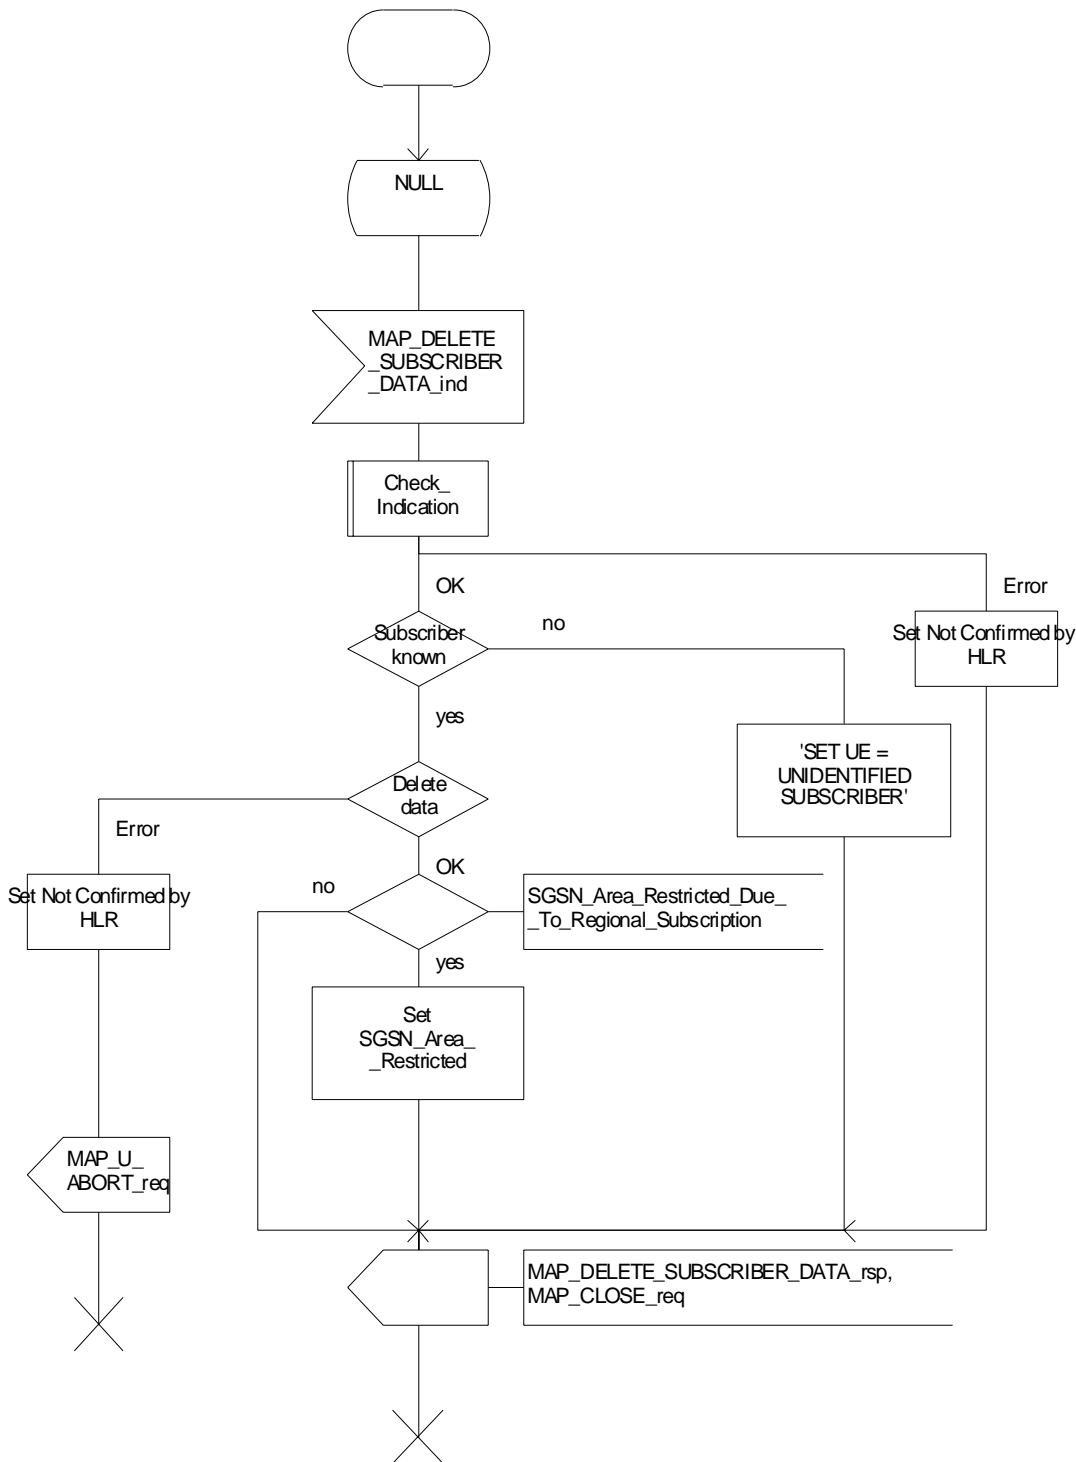 NULL
MAP_DELETE
_SUBSCRIBER
_DATA_ind
Check_
Indication
OK
Error
Subscriber
known
no
Set Not Confirmed by
HLR
yes
'SET UE =
UNIDENTIFIED
SUBSCRIBER'
Delete
data
Error
OK
no
Set Not Confirmed by
HLR
SGSN_Area_Restricted_Due_
_To_Regional_Subscription
yes
Set
SGSN_Area_
_Restricted
MAP_U_
ABORT_req
MAP_DELETE_SUBSCRIBER_DATA_rsp,
MAP_CLOSE_req